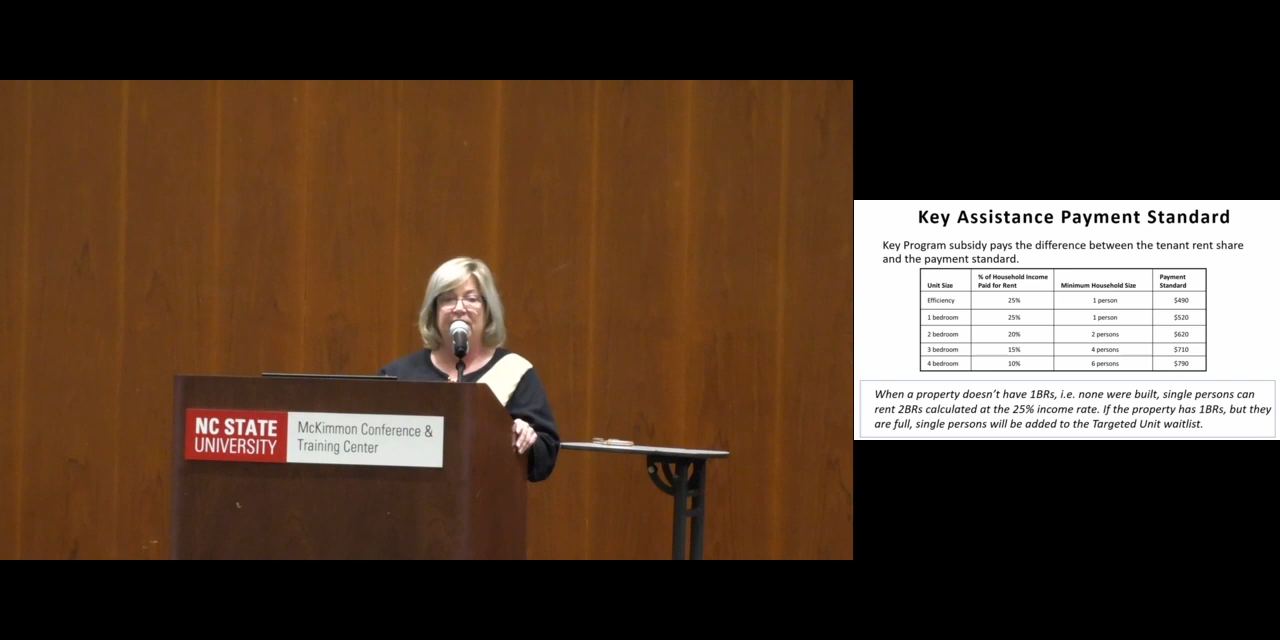 NC STATE
UNIVERSITY
McKimmon Conference &
Training Center
Key Assistance Payment Standard
Key Program subsidy pays the difference between the tenant rent share
and the payment standard.
Unit Size % of Household Income Paid for Rent Minimum Household Size Payment Standard
Efficiency 25% 1 person $490
1 bedroom 25% 1 person $520
2 bedroom 20% 2 persons $620
3 bedroom 15% 4 persons $710
4 bedroom 10% 6 persons $790
When a property doesn't have 1BRs, i.e. none were built, single persons can
rent 2BRs calculated at the 25% income rate. If the property has 1BRs, but they
are full, single persons will be added to the Targeted Unit waitlist.